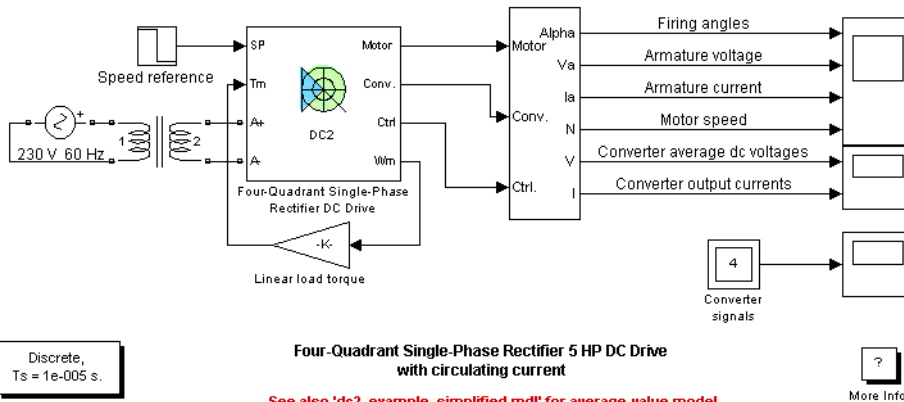 Speed reference
230 V 60 Hz
+
1
2
SP
Tm
A+
A-
Motor
Conv.
Ctrl
Wm
DC2
Four-Quadrant Single-Phase
Rectifier DC Drive
-K-
Linear load torque
Motor
Conv.
Ctrl.
Alpha
Va
Ia
N
V
I
Firing angles
Armature voltage
Armature current
Motor speed
Converter average dc voltages
Converter output currents
4
Converter
signals
Discrete,
Ts = 1e-005 s.
Four-Quadrant Single-Phase Rectifier 5 HP DC Drive
with circulating current
See also 'dc2_example_simplified.mdl' for average-value model
?
More Info